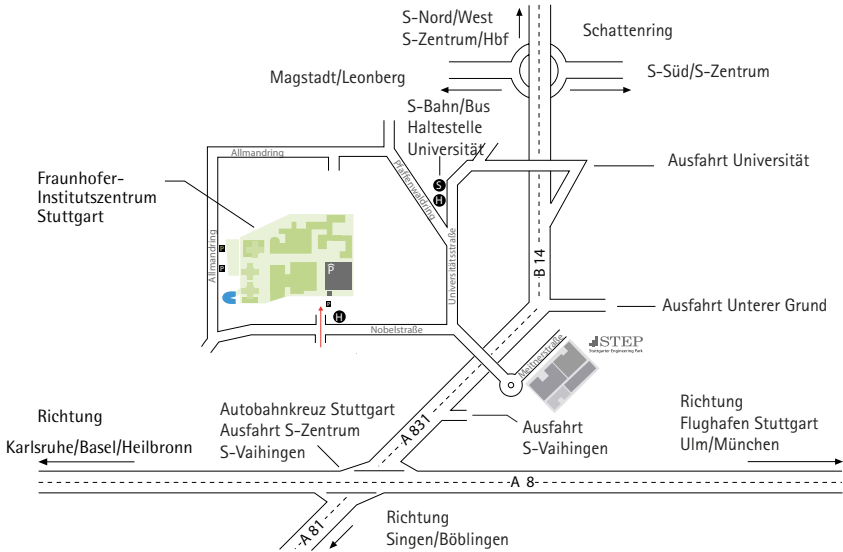 S-Nord/West
S-Zentrum/Hbf
Schattenring
Magstadt/Leonberg
S-Süd/S-Zentrum
S-Bahn/Bus
Haltestelle
Universität
Allmandring
Pfaffenwaldring
Ausfahrt Universität
Fraunhofer-
Institutszentrum
Stuttgart
S
H
Allmandring
P
P
P
P
Universitätsstraße
B 14
Ausfahrt Unterer Grund
H
Nobelstraße
Meitnerstraße
STEP
Stuttgarter Engineering Park
Richtung
Karlsruhe/Basel/Heilbronn
Autobahnkreuz Stuttgart
Ausfahrt S-Zentrum
S-Vaihingen
A 831
Ausfahrt
S-Vaihingen
Richtung
Flughafen Stuttgart
Ulm/München
A 8
A 81
Richtung
Singen/Böblingen